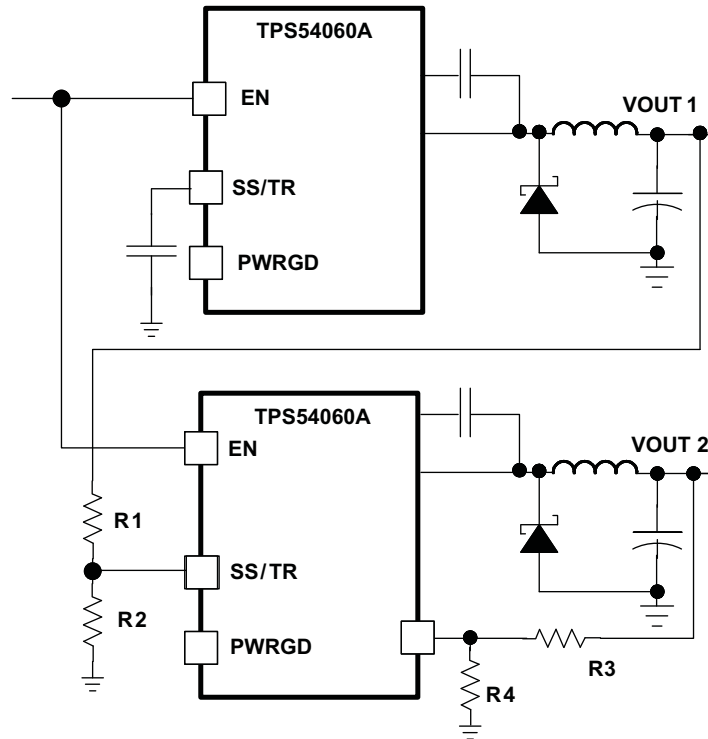 TPS54060A
EN
VOUT 1
SS/TR
PWRGD
TPS54060A
EN
VOUT 2
R1
SS/TR
R2
PWRGD
R3
R4